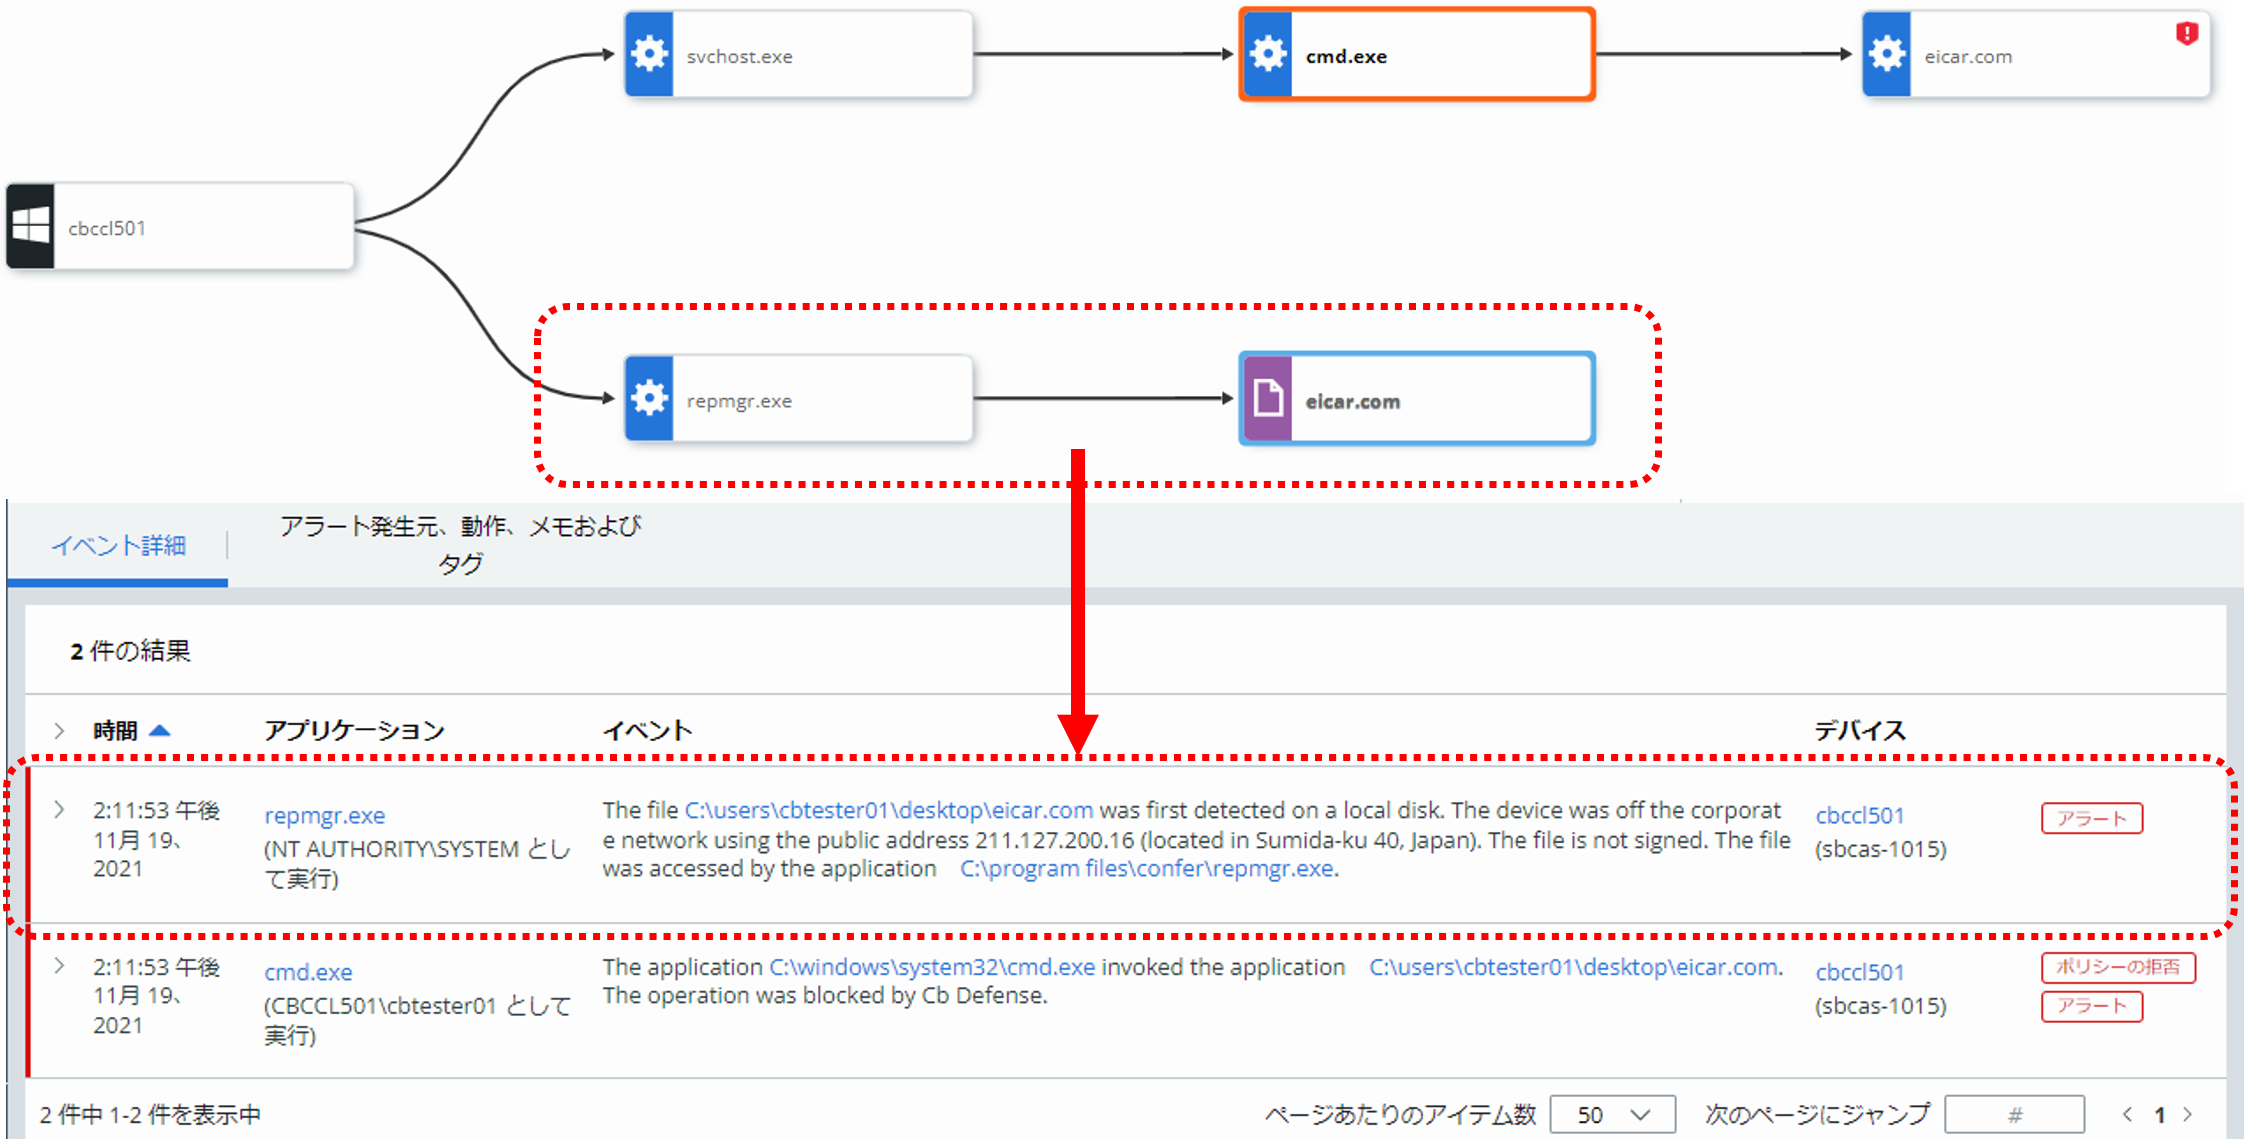 svchost.exe
cmd.exe
eicar.com
cbccl501
repmgr.exe
eicar.com
イベント詳細
アラート発生元、動作、メモおよび
タグ
2 件の結果
時間
アプリケーション
イベント
デバイス
2:11:53 午後
11月 19、
2021
repmgr.exe
(NT AUTHORITY\SYSTEM とし
て実行)
The file C:\users\cbtester01\desktop\eicar.com was first detected on a local disk. The device was off the corporat
e network using the public address 211.127.200.16 (located in Sumida-ku 40, Japan). The file is not signed. The file
was accessed by the application C:\program files\confer\repmgr.exe.
cbccl501
(sbcas-1015)
アラート
2:11:53 午後
11月 19、
2021
cmd.exe
(CBCCL501\cbtester01 として
実行)
The application C:\windows\system32\cmd.exe invoked the application C:\users\cbtester01\desktop\eicar.com.
The operation was blocked by Cb Defense.
cbccl501
(sbcas-1015)
ポリシーの拒否
アラート
2 件中 1-2 件を表示中
ページあたりのアイテム数
50
次のページにジャンプ
#
1